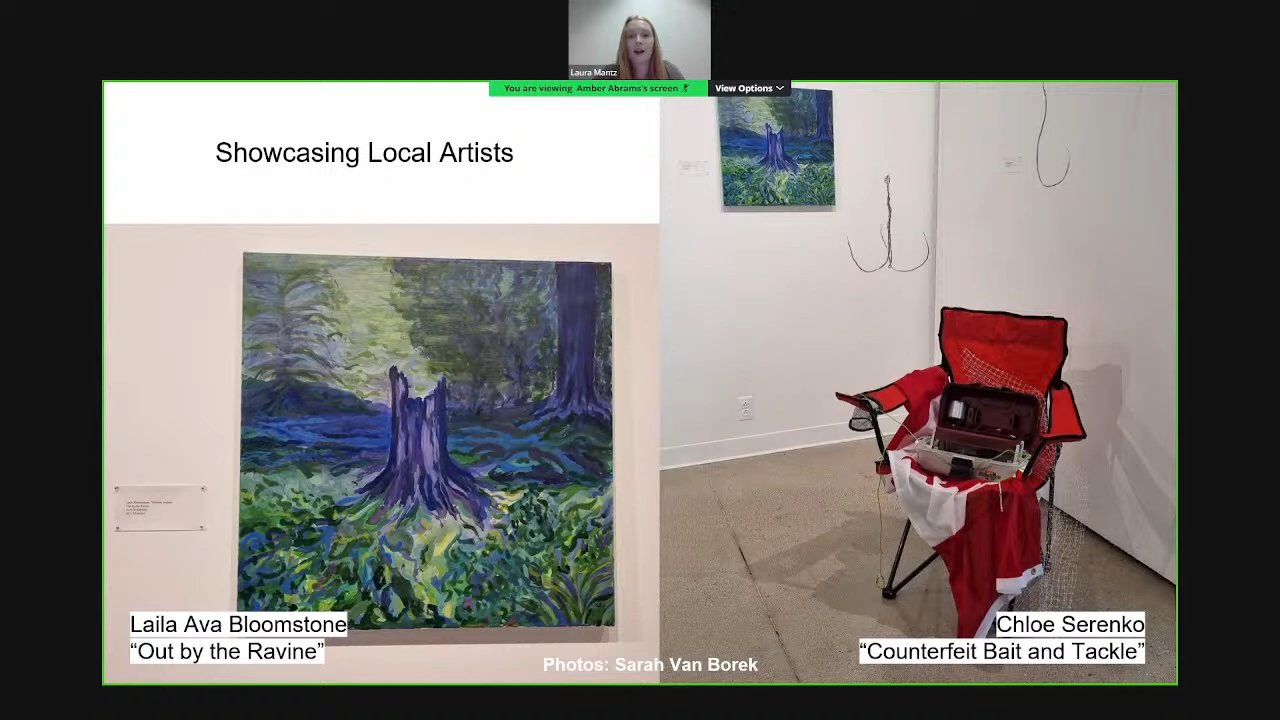 Laura Mantz
You are viewing Amber Abrams's screen
View Options
Showcasing Local Artists
Laila Ava Bloomstone
“Out by the Ravine”
Photos: Sarah Van Borek
Chloe Serenko
“Counterfeit Bait and Tackle”